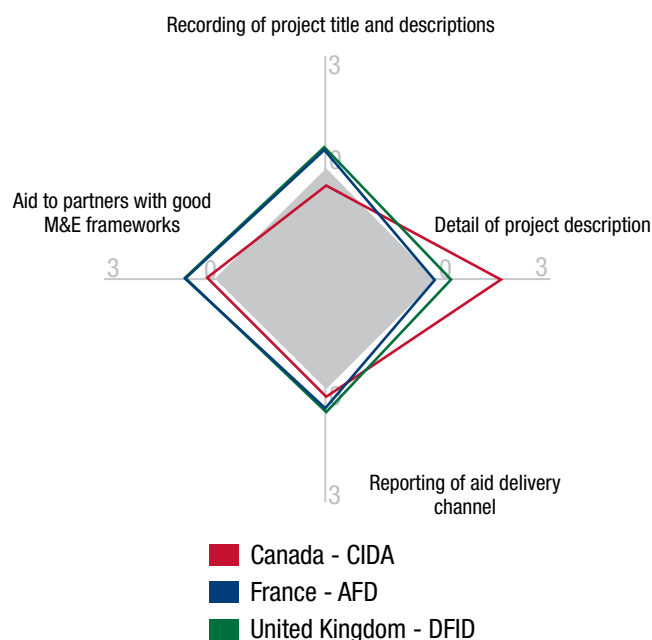 Recording of project title and descriptions
3
0
Aid to partners with good
M&E frameworks
Detail of project description
3
0
0
3
0
3
Reporting of aid delivery
channel
Canada - CIDA
France - AFD
United Kingdom - DFID